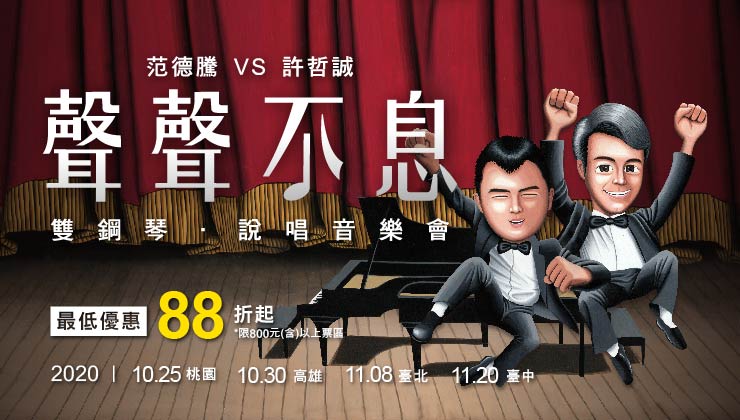 范德騰 VS 許哲誠
聲聲不息
雙鋼琴．說唱音樂會
最低優惠 88 折起
*限800元(含)以上票區
2020 | 10.25 桃園 10.30 高雄 11.08 臺北 11.20 臺中